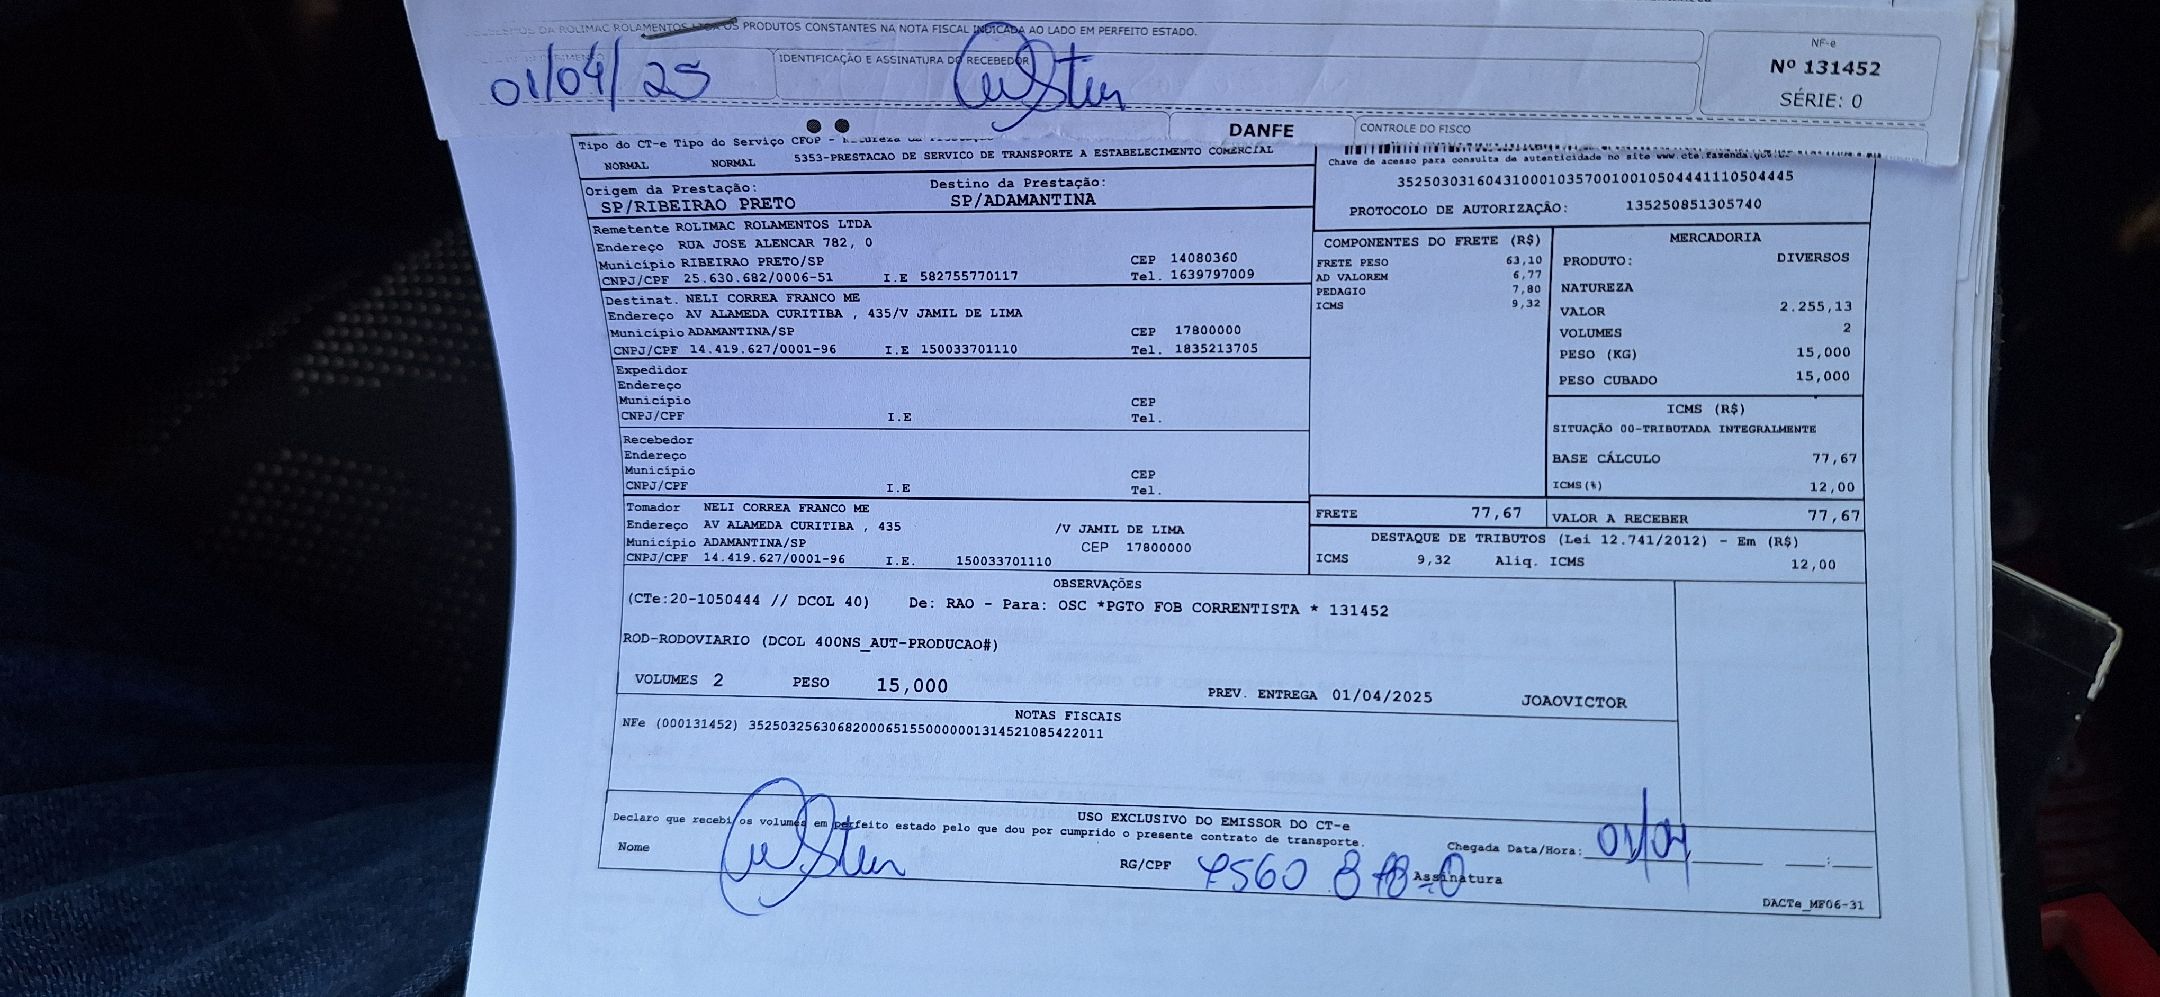 ROLIMAC ROLAMENTOS LTDA OS PRODUTOS CONSTANTES NA NOTA FISCAL INDICADA AO LADO EM PERFEITO ESTADO.
IDENTIFICAÇÃO E ASSINATURA DO RECEBEDOR
01/04/25
NF-e
Nº 131452
SÉRIE: 0
DANFE
CONTROLE DO FISCO
Tipo do CT-e Tipo do Serviço CFOP -
NORMAL NORMAL 5353-PRESTACAO DE SERVICO DE TRANSPORTE A ESTABELECIMENTO COMERCIAL
Chave de acesso para consulta de autenticidade no site www.cte.fazenda.gov.br
35250303160431000103570010010504441110504445
PROTOCOLO DE AUTORIZAÇÃO: 135250851305740
Origem da Prestação: Destino da Prestação:
SP/RIBEIRAO PRETO SP/ADAMANTINA
Remetente ROLIMAC ROLAMENTOS LTDA
Endereço RUA JOSE ALENCAR 782, 0
Município RIBEIRAO PRETO/SP CEP 14080360
CNPJ/CPF 25.630.682/0006-51 I.E 582755770117 Tel. 1639797009
Destinat. NELI CORREA FRANCO ME
Endereço AV ALAMEDA CURITIBA , 435/V JAMIL DE LIMA
Município ADAMANTINA/SP CEP 17800000
CNPJ/CPF 14.419.627/0001-96 I.E 150033701110 Tel. 1835213705
Expedidor
Endereço
Município CEP
CNPJ/CPF I.E Tel.
Recebedor
Endereço
Município CEP
CNPJ/CPF I.E Tel.
Tomador NELI CORREA FRANCO ME
Endereço AV ALAMEDA CURITIBA , 435 /V JAMIL DE LIMA
Município ADAMANTINA/SP CEP 17800000
CNPJ/CPF 14.419.627/0001-96 I.E. 150033701110
COMPONENTES DO FRETE (R$)
FRETE PESO 63,10
AD VALOREM 6,77
PEDAGIO 7,80
ICMS 9,32
MERCADORIA
PRODUTO: DIVERSOS
NATUREZA
VALOR 2.255,13
VOLUMES 2
PESO (KG) 15,000
PESO CUBADO 15,000
ICMS (R$)
SITUAÇÃO 00-TRIBUTADA INTEGRALMENTE
BASE CÁLCULO 77,67
ICMS(%) 12,00
FRETE 77,67 VALOR A RECEBER 77,67
DESTAQUE DE TRIBUTOS (Lei 12.741/2012) - Em (R$)
ICMS 9,32 Aliq. ICMS 12,00
OBSERVAÇÕES
(CTe:20-1050444 // DCOL 40) De: RAO - Para: OSC *PGTO FOB CORRENTISTA * 131452
ROD-RODOVIARIO (DCOL 400NS_AUT-PRODUCAO#)
VOLUMES 2 PESO 15,000 PREV. ENTREGA 01/04/2025 JOAOVICTOR
NOTAS FISCAIS
NFe (000131452) 35250325630682000651550000001314521085422011
USO EXCLUSIVO DO EMISSOR DO CT-e
Declaro que recebi os volumes em perfeito estado pelo que dou por cumprido o presente contrato de transporte.
Nome RG/CPF Assinatura Chegada Data/Hora: 01/04 __:__
DACTe_MF06-31